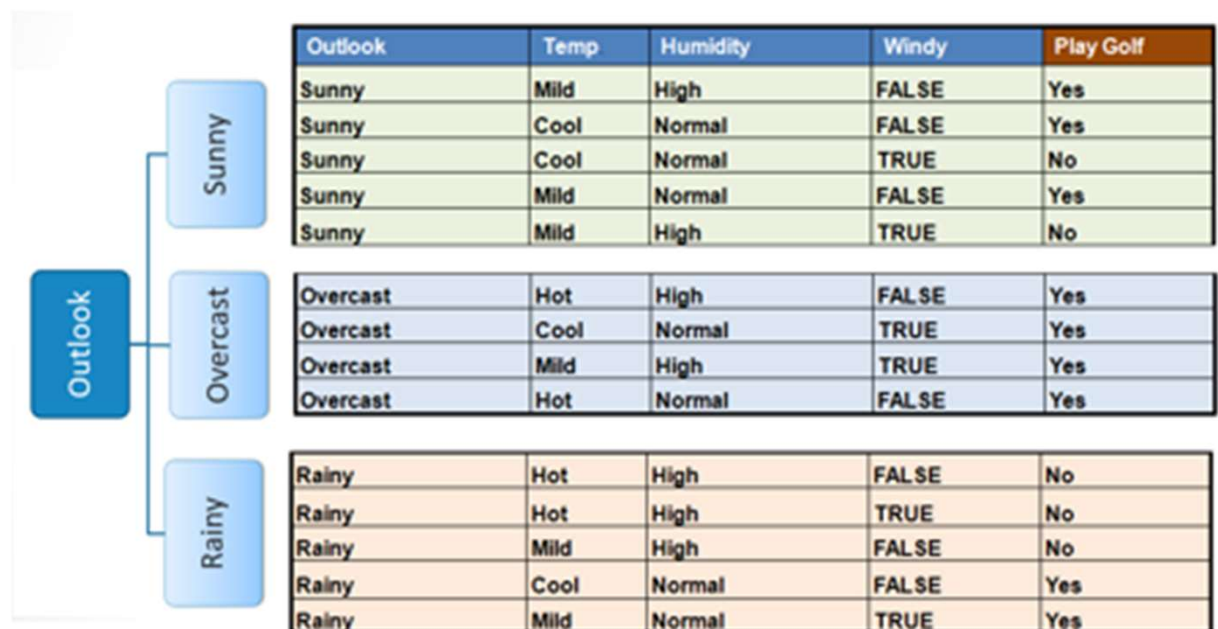 Outlook Temp Humidity Windy Play Golf
Sunny Mild High FALSE Yes
Sunny Cool Normal FALSE Yes
Sunny Cool Normal TRUE No
Sunny Mild Normal FALSE Yes
Sunny Mild High TRUE No
Sunny
Overcast Hot High FALSE Yes
Overcast Cool Normal TRUE Yes
Overcast Mild High TRUE Yes
Overcast Hot Normal FALSE Yes
Overcast
Outlook
Rainy Hot High FALSE No
Rainy Hot High TRUE No
Rainy Mild High FALSE No
Rainy Cool Normal FALSE Yes
Rainy Mild Normal TRUE Yes
Rainy